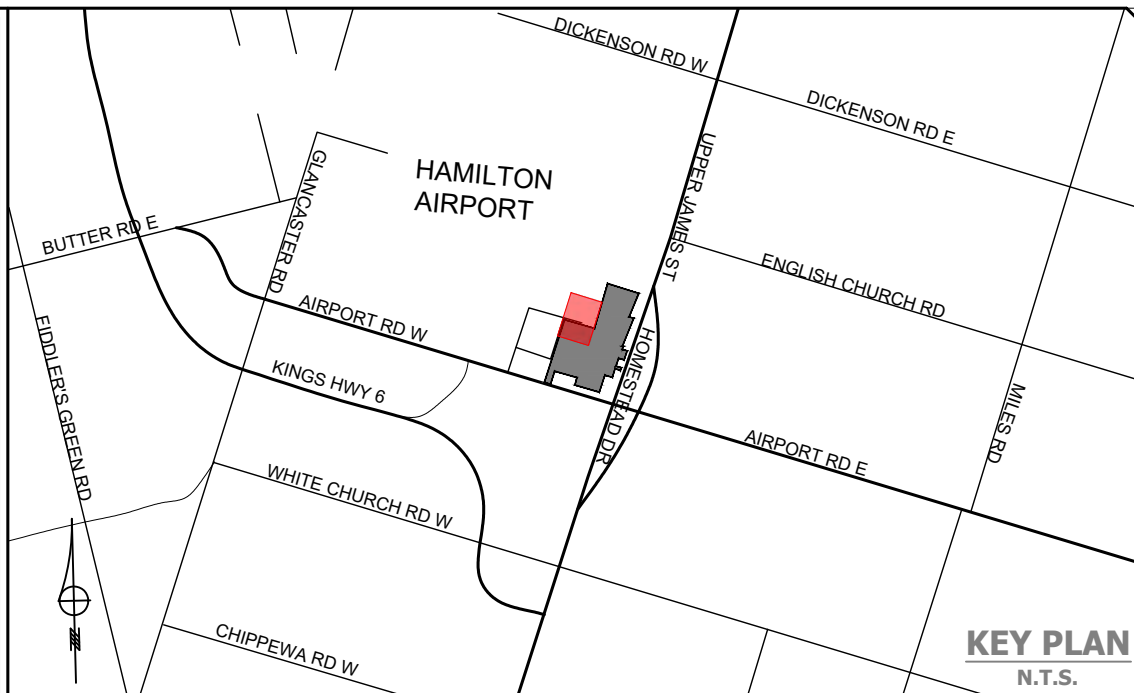 DICKENSON RD W
DICKENSON RD E
UPPER JAMES ST
HAMILTON
AIRPORT
GLANCASTER RD
BUTTER RD E
ENGLISH CHURCH RD
AIRPORT RD W
FIDDLER'S GREEN RD
HOMESTEAD DR
KINGS HWY 6
MILES RD
AIRPORT RD E
WHITE CHURCH RD W
N
CHIPPEWA RD W
KEY PLAN
N.T.S.